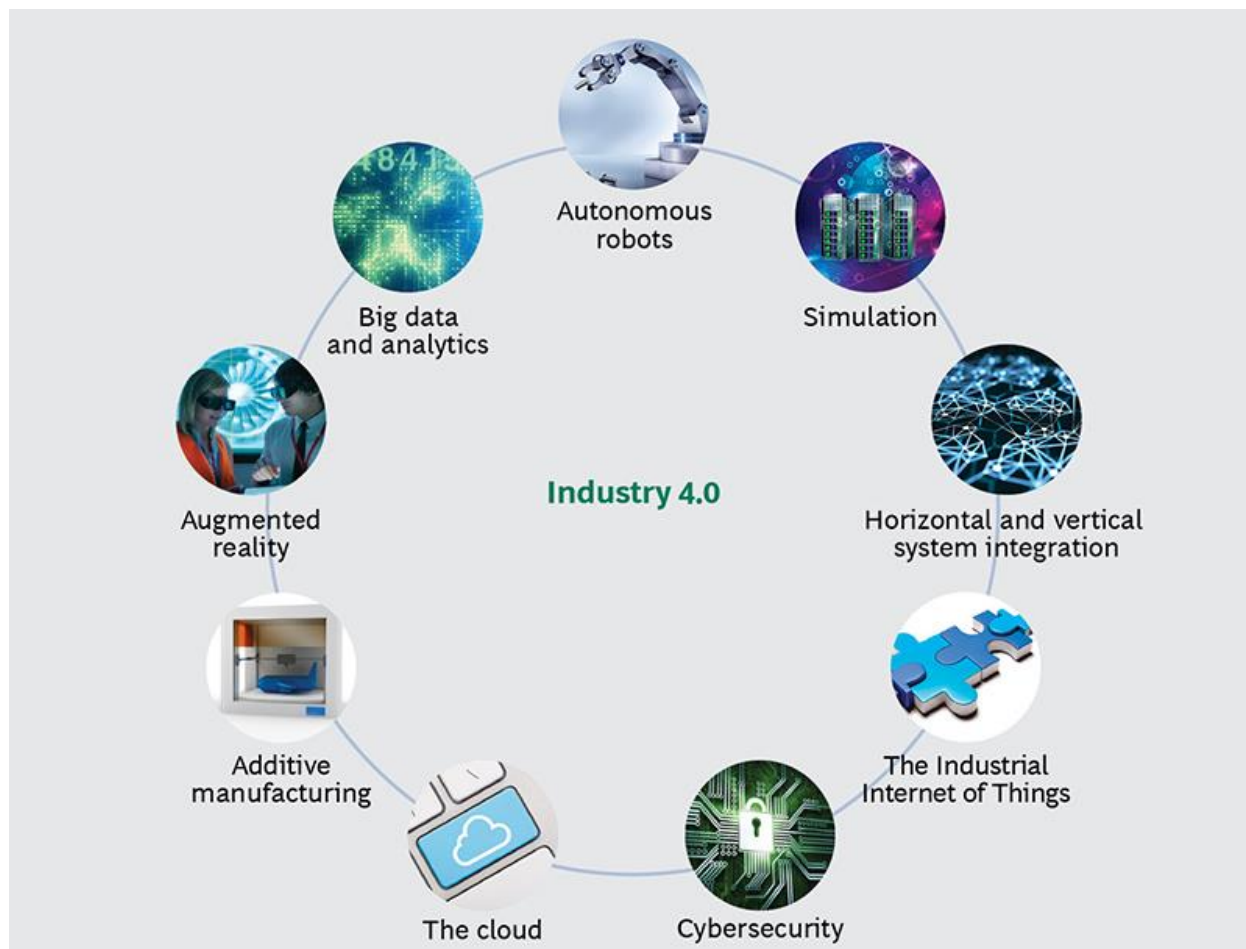 Autonomous
robots
Simulation
Horizontal and vertical
system integration
The Industrial
Internet of Things
Cybersecurity
The cloud
Additive
manufacturing
Augmented
reality
Big data
and analytics
Industry 4.0